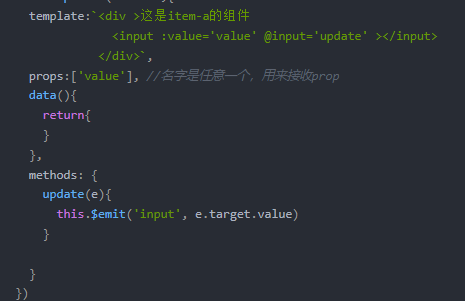 template:`<div >这是item-a的组件
<input :value='value' @input='update' ></input>
</div>`,
props:['value'], //名字是任意一个，用来接收prop
data(){
return{
}
},
methods: {
update(e){
this.$emit('input', e.target.value)
}
}
})